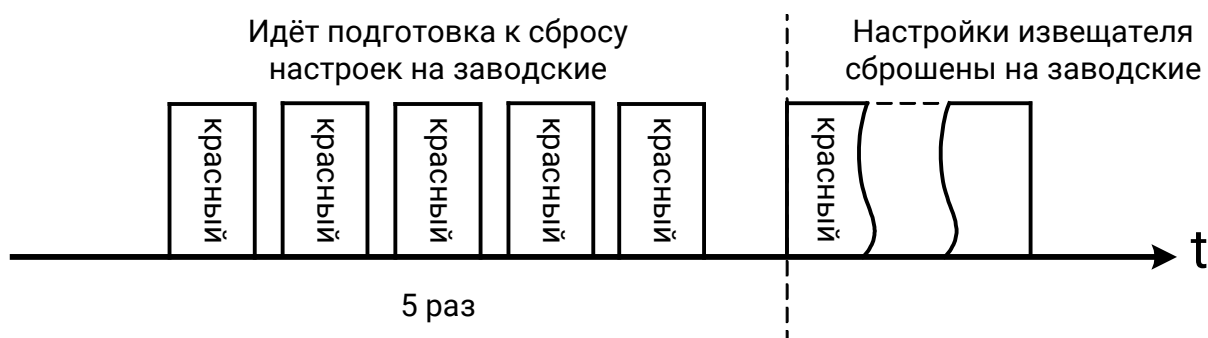 Идёт подготовка к сбросу
настроек на заводские
Настройки извещателя
сброшены на заводские
красный
красный
красный
красный
красный
красный
t
5 раз